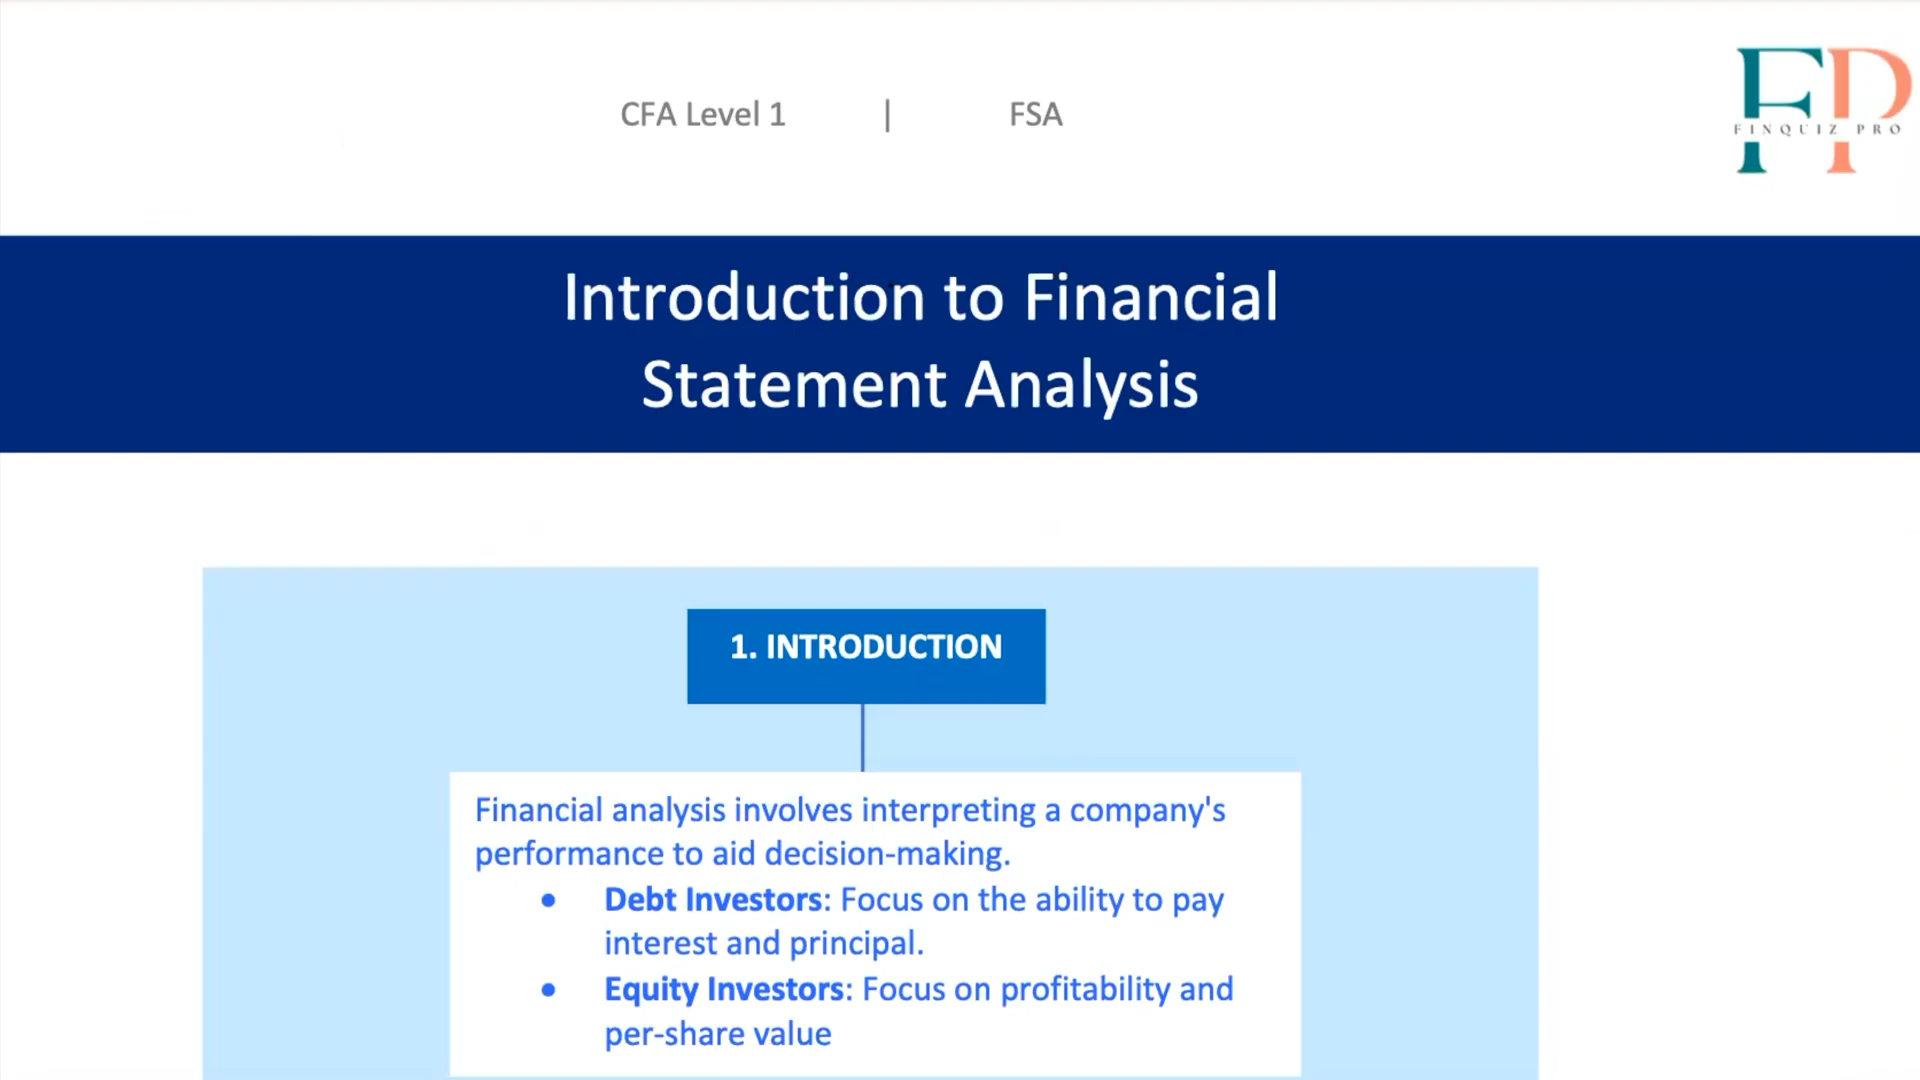 CFA Level 1 | FSA
FINQUIZ PRO
Introduction to Financial
Statement Analysis
1. INTRODUCTION
Financial analysis involves interpreting a company's
performance to aid decision-making.
• Debt Investors: Focus on the ability to pay
interest and principal.
• Equity Investors: Focus on profitability and
per-share value